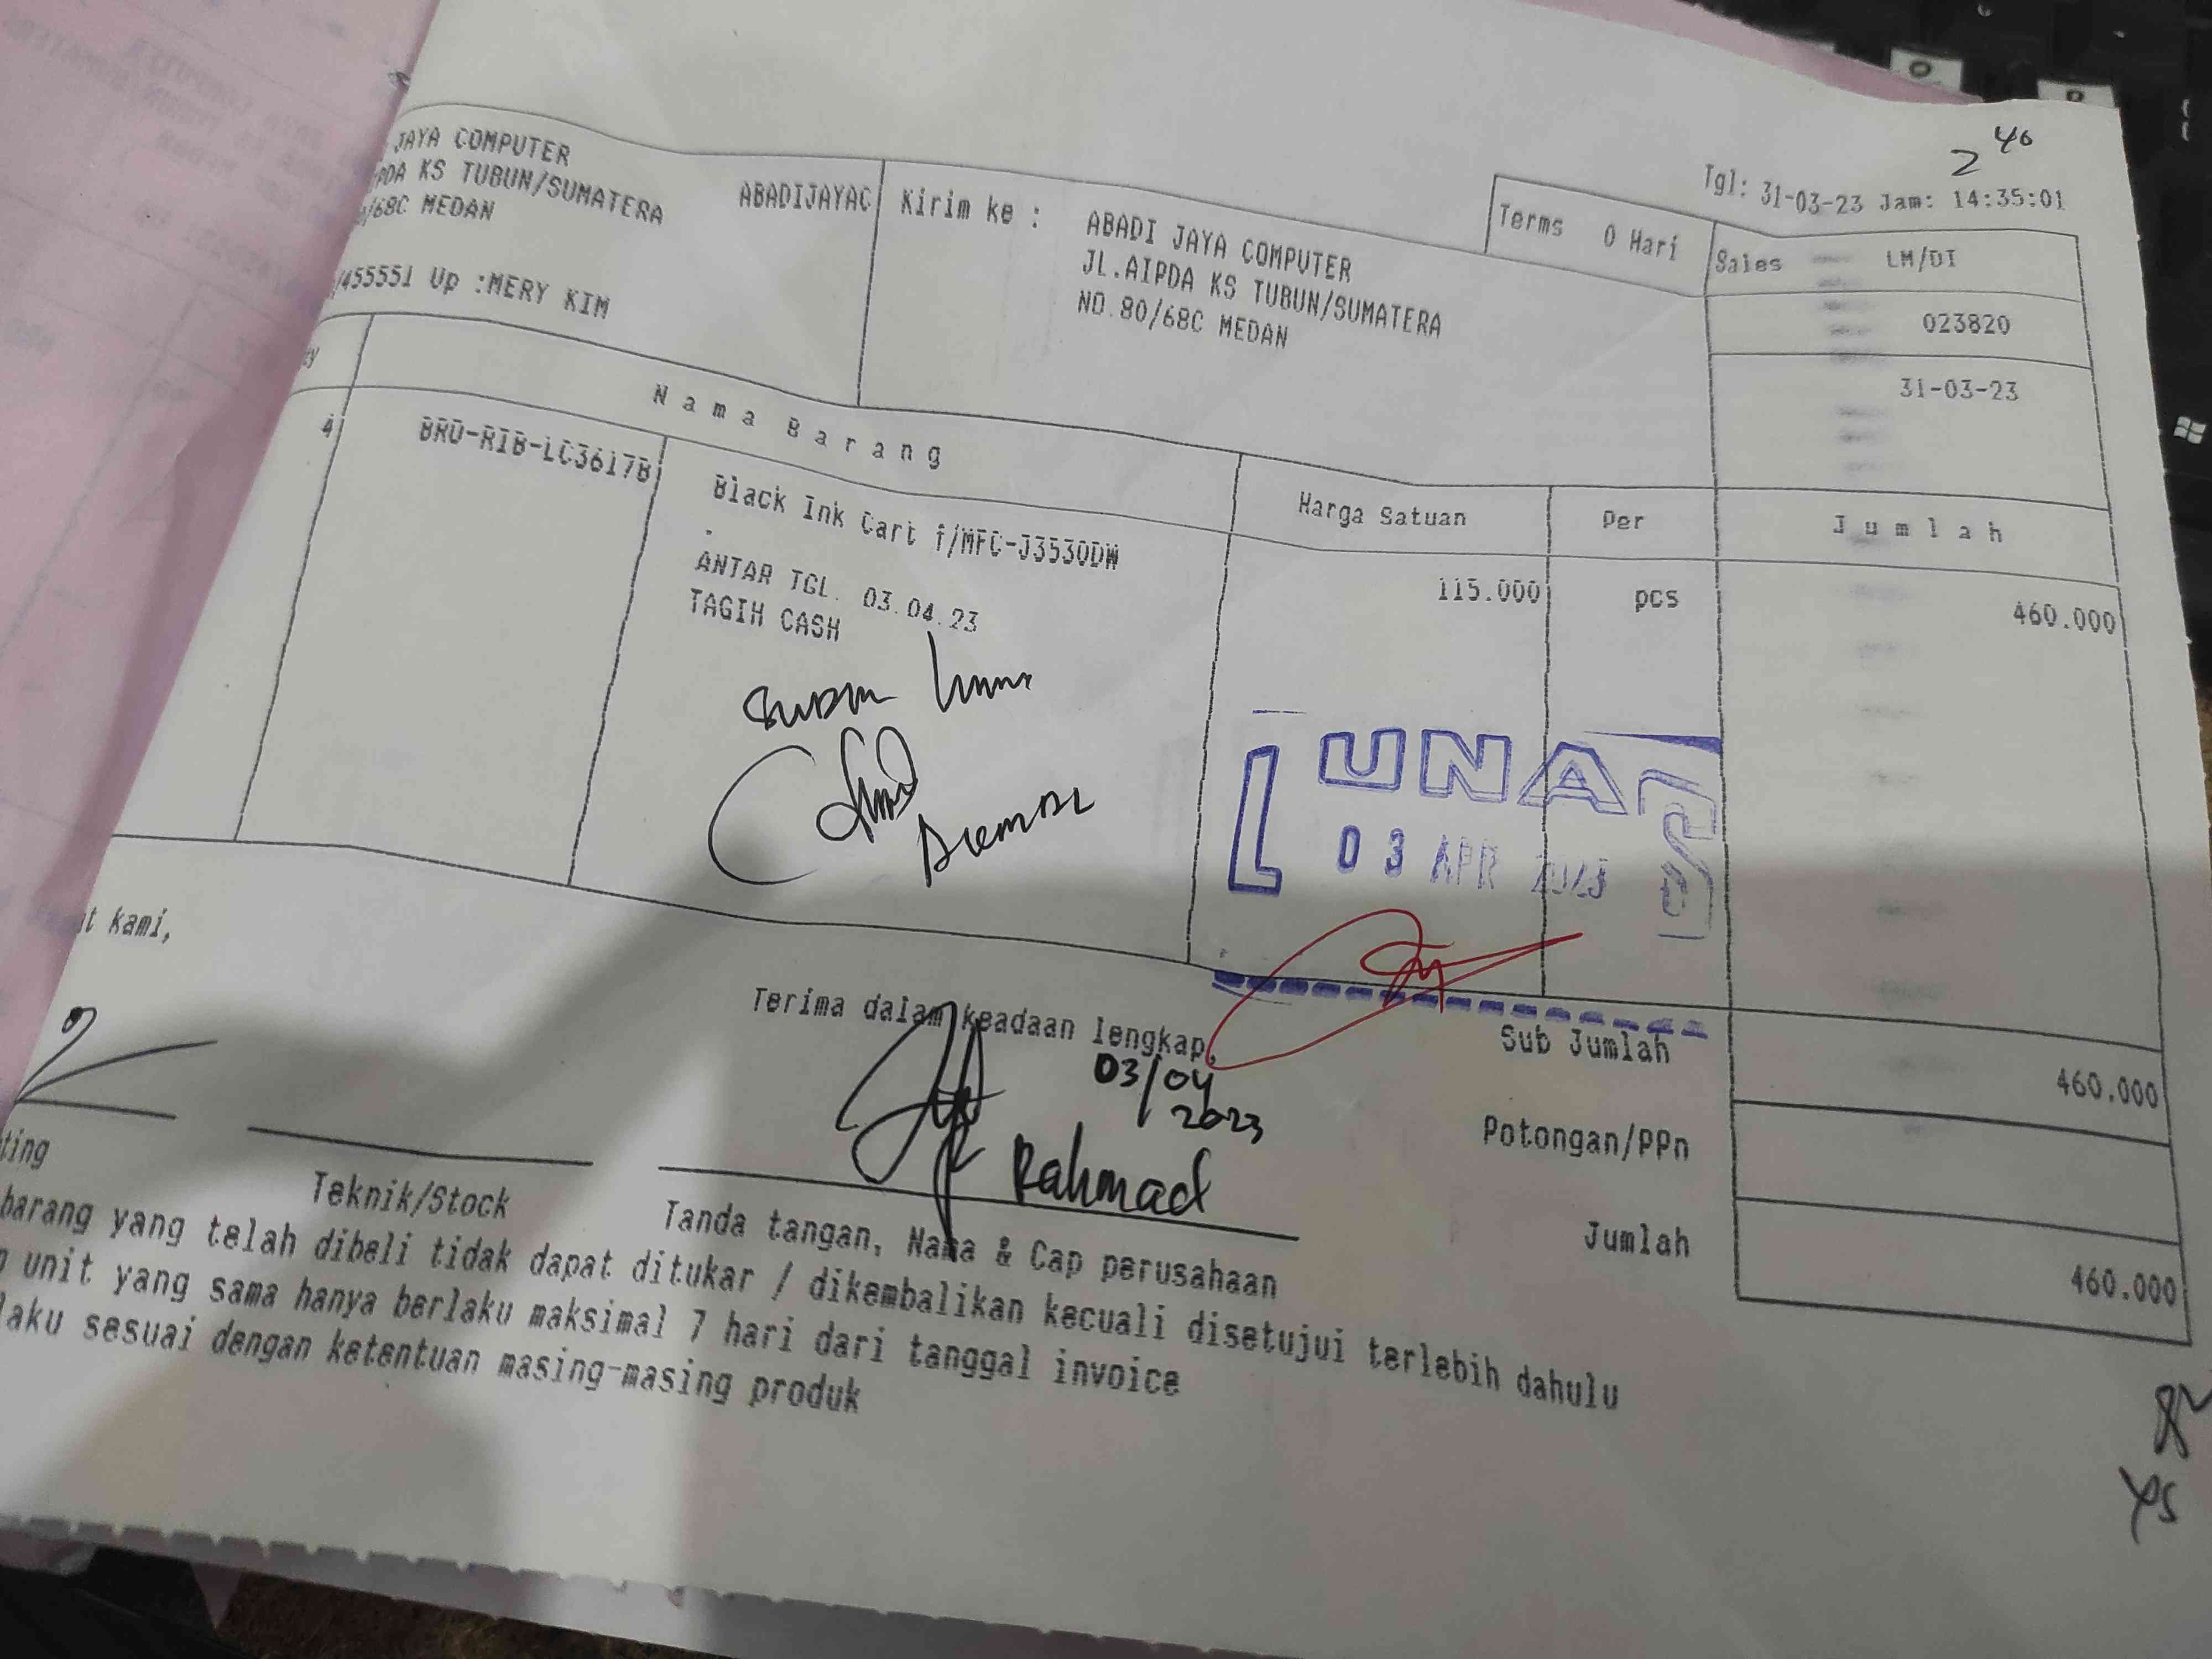 2 40
Tgl: 31-03-23 Jam: 14:35:01
JAYA COMPUTER
KS TUBUN/SUMATERA
/68C MEDAN
/455551 Up :MERY KIM
ABADIJAYAC
Kirim ke :
ABADI JAYA COMPUTER
JL.AIPDA KS TUBUN/SUMATERA
NO.80/68C MEDAN
Terms 0 Hari
Sales LM/DI
023820
31-03-23
Nama Barang
Harga Satuan
Per
Jumlah
4 BRO-RIB-LC3617B Black Ink Cart f/MFC-J3530DW 115.000 pcs 460.000
.
ANTAR TGL. 03.04.23
TAGIH CASH
LUNAS
03 APR 2023
t kami,
Terima dalam keadaan lengkap,
03/04
2023
Rahmad
Sub Jumlah 460.000
Potongan/PPn
Jumlah 460.000
ting
Teknik/Stock
Tanda tangan, Nama & Cap perusahaan
barang yang telah dibeli tidak dapat ditukar / dikembalikan kecuali disetujui terlebih dahulu
unit yang sama hanya berlaku maksimal 7 hari dari tanggal invoice
laku sesuai dengan ketentuan masing-masing produk